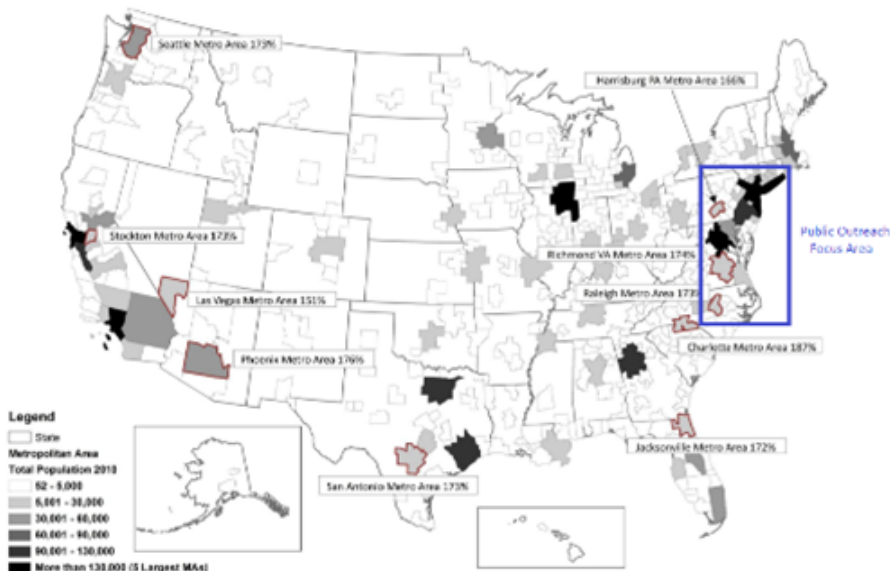 Seattle Metro Area 173%
Harrisburg PA Metro Area 166%
Public Outreach
Focus Area
Stockton Metro Area 173%
Richmond VA Metro Area 174%
Las Vegas Metro Area 151%
Raleigh Metro Area 173%
Phoenix Metro Area 176%
Charlotte Metro Area 187%
Jacksonville Metro Area 172%
San Antonio Metro Area 173%
Legend
State
Metropolitan Area
Total Population 2010
52 - 5,000
5,001 - 30,000
30,001 - 60,000
60,001 - 90,000
90,001 - 130,000
More than 130,000 (5 Largest MAs)